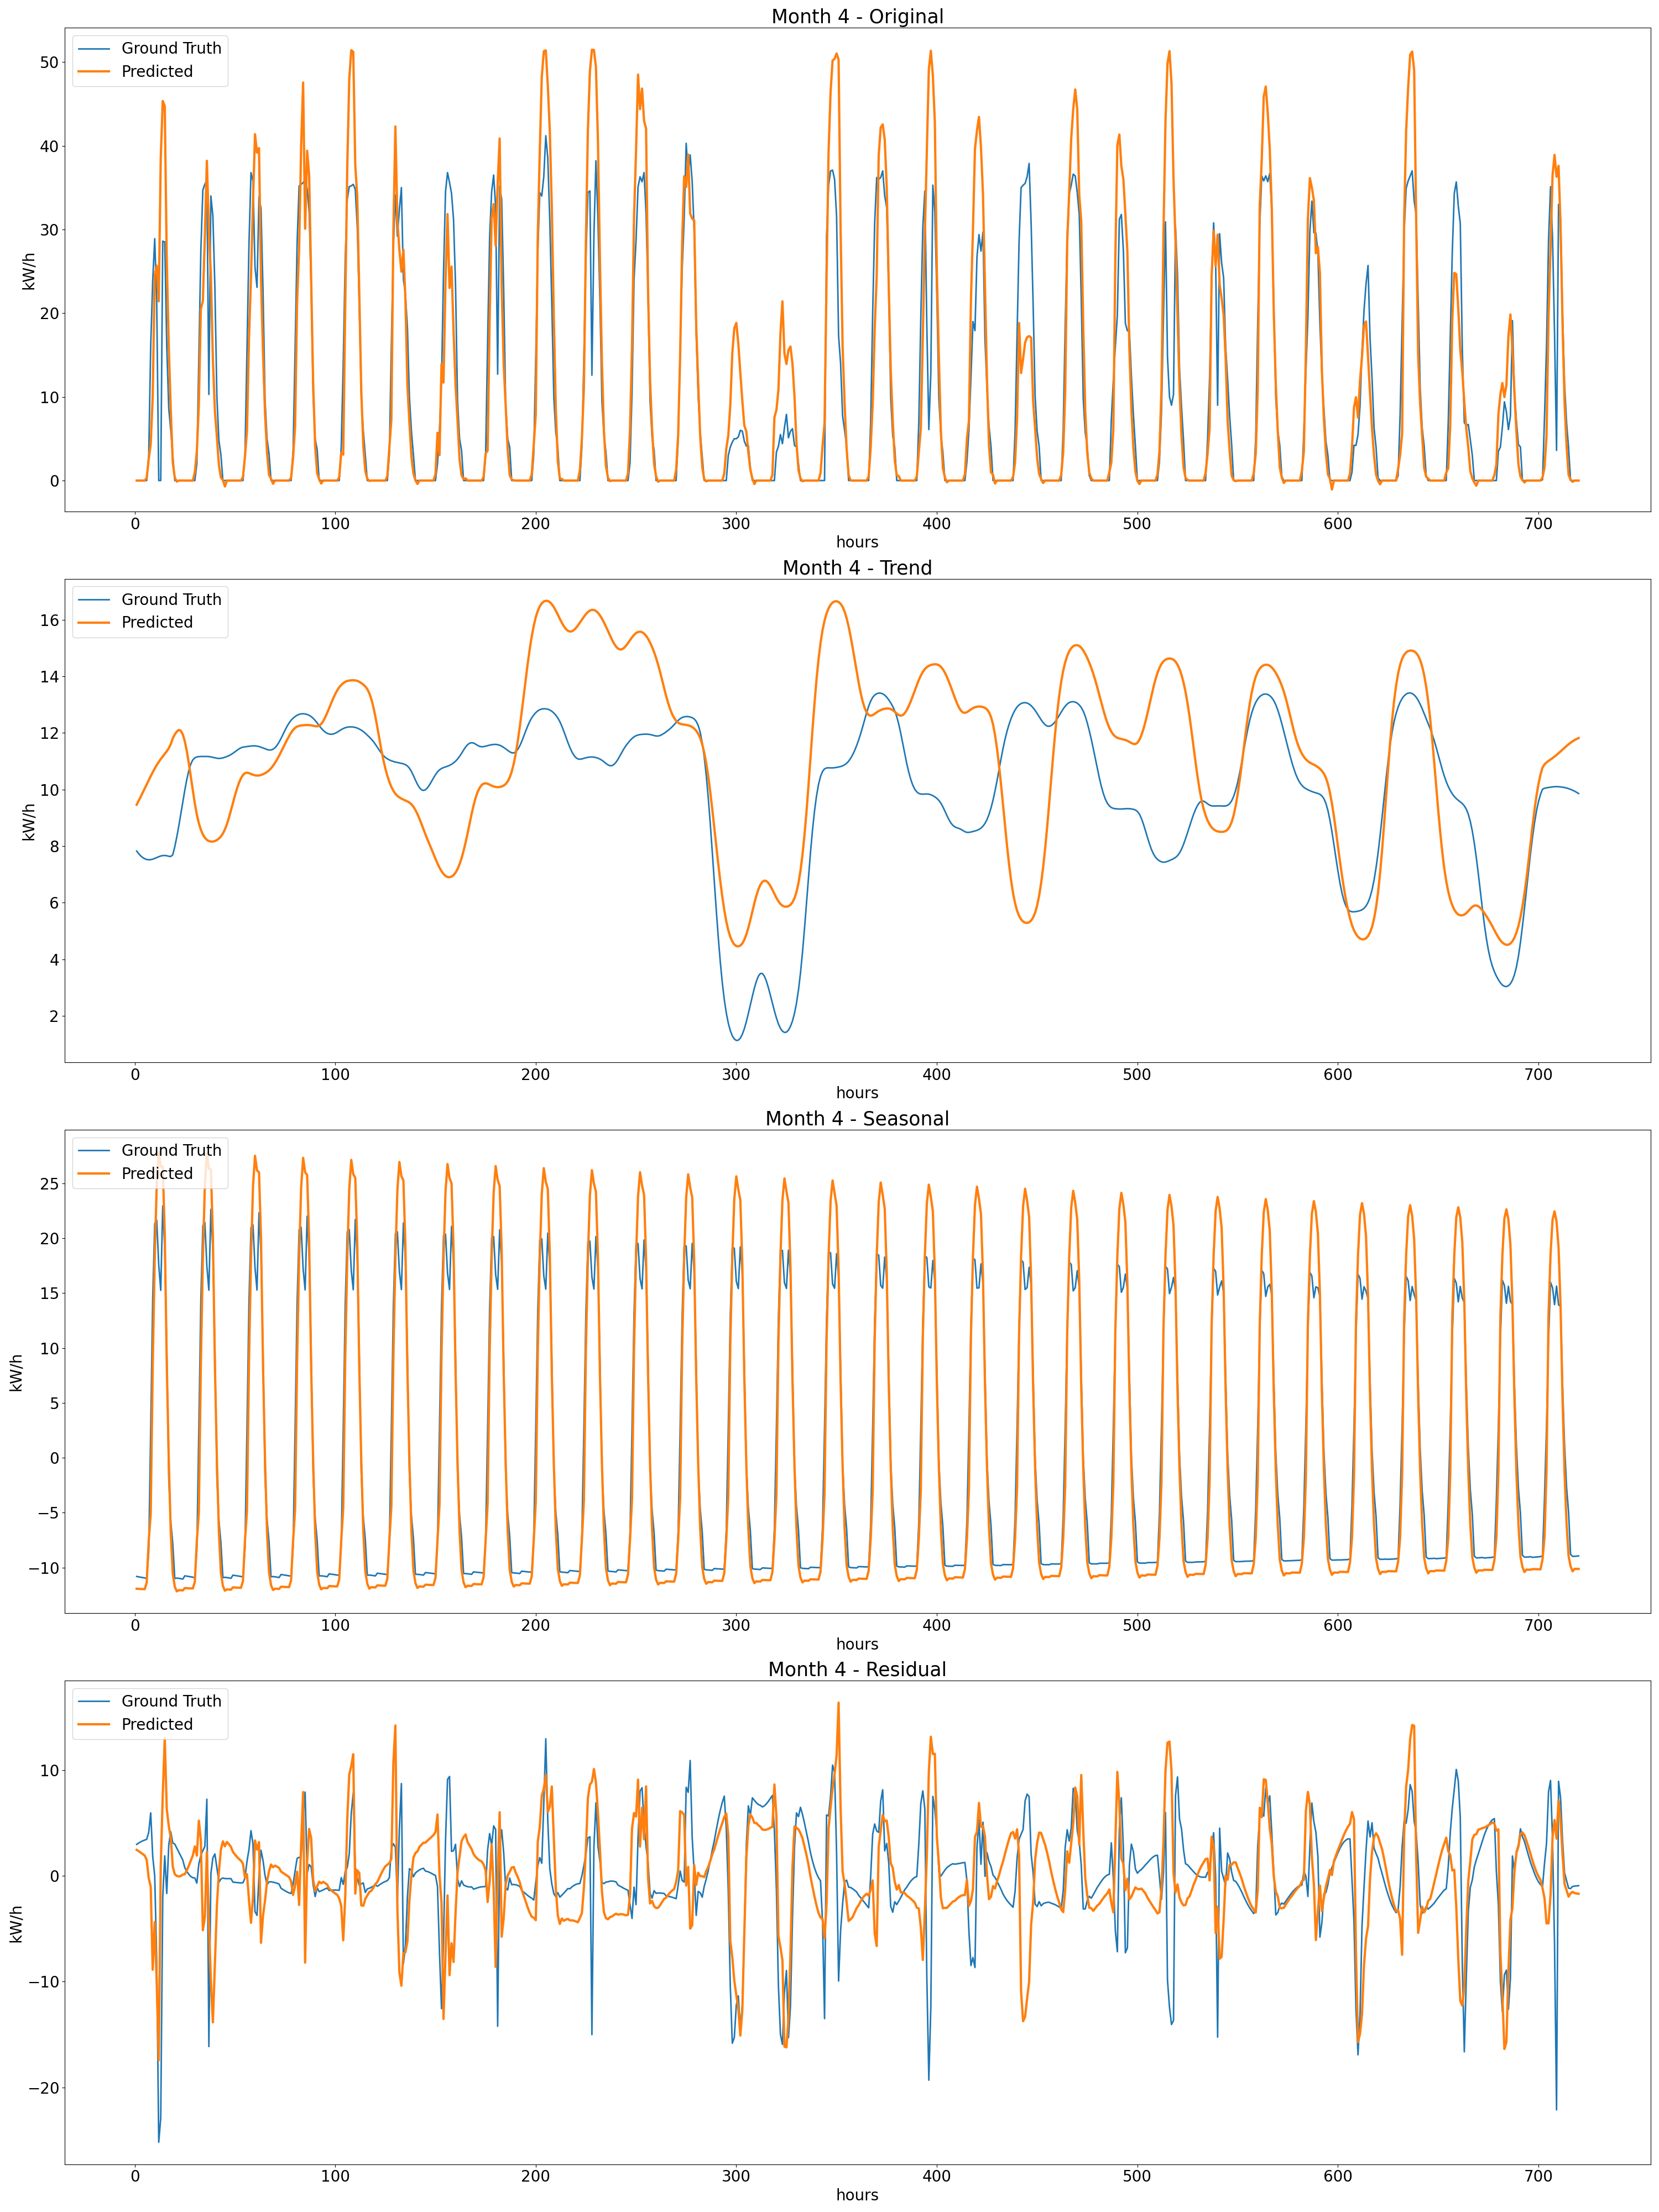 Month 4 - Original
Ground Truth
Predicted
kW/h
50
40
30
20
10
0
0 100 200 300 400 500 600 700
hours
Month 4 - Trend
Ground Truth
Predicted
kW/h
16
14
12
10
8
6
4
2
0 100 200 300 400 500 600 700
hours
Month 4 - Seasonal
Ground Truth
Predicted
kW/h
25
20
15
10
5
0
−5
−10
0 100 200 300 400 500 600 700
hours
Month 4 - Residual
Ground Truth
Predicted
kW/h
10
0
−10
−20
0 100 200 300 400 500 600 700
hours